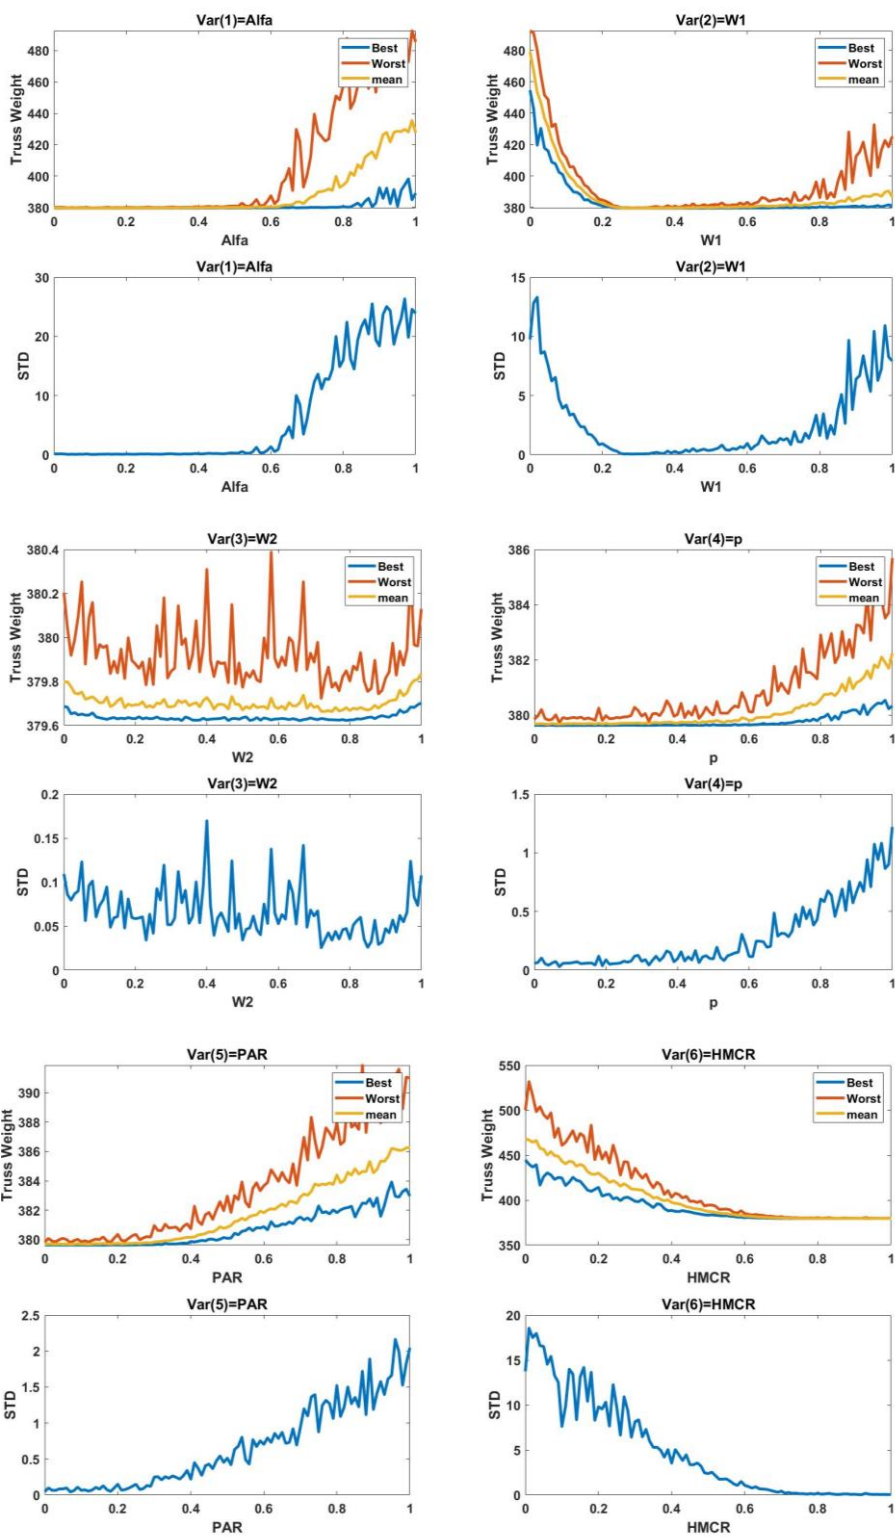 Var(1)=Alfa
Truss Weight
480
460
440
420
400
380
Best
Worst
mean
0 0.2 0.4 0.6 0.8 1
Alfa
Var(2)=W1
Truss Weight
480
460
440
420
400
380
Best
Worst
mean
0 0.2 0.4 0.6 0.8 1
W1
Var(1)=Alfa
STD
30
20
10
0
0 0.2 0.4 0.6 0.8 1
Alfa
Var(2)=W1
STD
15
10
5
0
0 0.2 0.4 0.6 0.8 1
W1
Var(3)=W2
Truss Weight
380.4
380.2
380
379.8
379.6
Best
Worst
mean
0 0.2 0.4 0.6 0.8 1
W2
Var(4)=p
Truss Weight
386
384
382
380
Best
Worst
mean
0 0.2 0.4 0.6 0.8 1
p
Var(3)=W2
STD
0.2
0.15
0.1
0.05
0
0 0.2 0.4 0.6 0.8 1
W2
Var(4)=p
STD
1.5
1
0.5
0
0 0.2 0.4 0.6 0.8 1
p
Var(5)=PAR
Truss Weight
390
388
386
384
382
380
Best
Worst
mean
0 0.2 0.4 0.6 0.8 1
PAR
Var(6)=HMCR
Truss Weight
550
500
450
400
350
Best
Worst
mean
0 0.2 0.4 0.6 0.8 1
HMCR
Var(5)=PAR
STD
2.5
2
1.5
1
0.5
0
0 0.2 0.4 0.6 0.8 1
PAR
Var(6)=HMCR
STD
20
15
10
5
0
0 0.2 0.4 0.6 0.8 1
HMCR